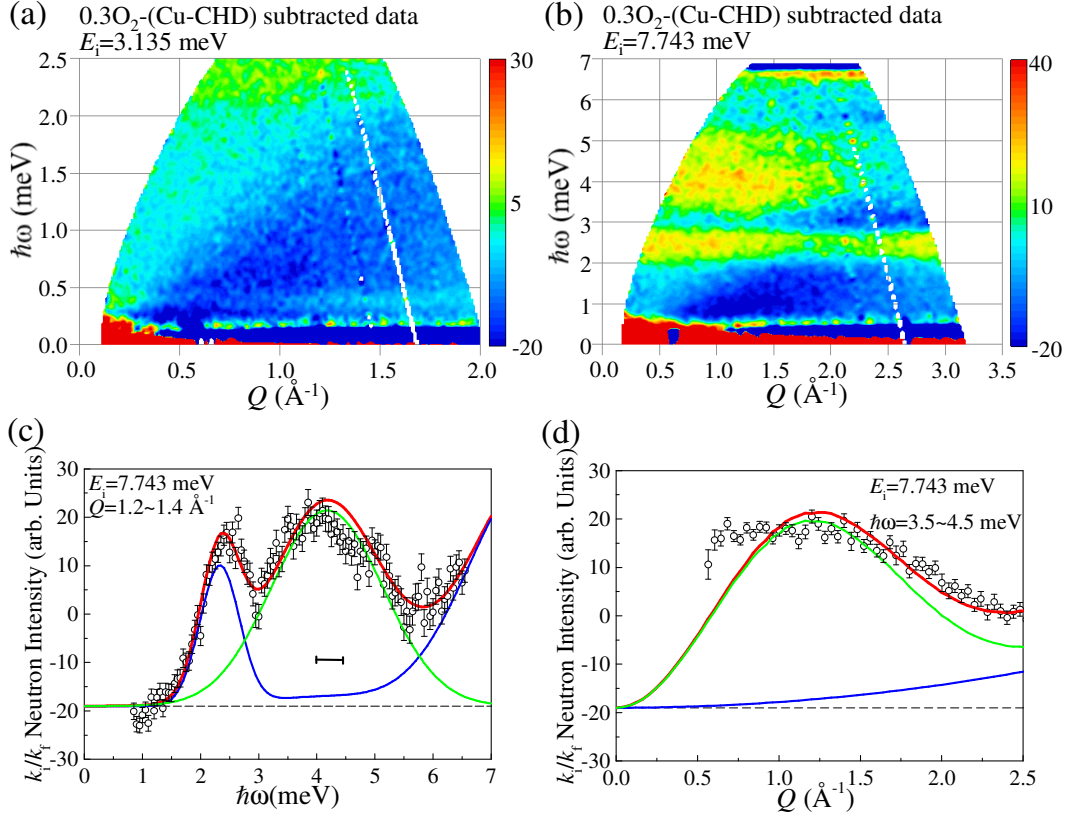 (a) 0.3O₂-(Cu-CHD) subtracted data
Eᵢ=3.135 meV
2.5
2.0
1.5
1.0
0.5
0.0
ħω (meV)
0.0 0.5 1.0 1.5 2.0
Q (Å⁻¹)
30
5
-20
(b) 0.3O₂-(Cu-CHD) subtracted data
Eᵢ=7.743 meV
7
6
5
4
3
2
1
0
ħω (meV)
0.0 0.5 1.0 1.5 2.0 2.5 3.0 3.5
Q (Å⁻¹)
40
10
-20
(c)
Eᵢ=7.743 meV
Q=1.2~1.4 Å⁻¹
30
20
10
0
-10
-20
-30
kᵢ/k_f Neutron Intensity (arb. Units)
0 1 2 3 4 5 6 7
ħω(meV)
(d)
Eᵢ=7.743 meV
ħω=3.5~4.5 meV
30
20
10
0
-10
-20
-30
kᵢ/k_f Neutron Intensity (arb. Units)
0.0 0.5 1.0 1.5 2.0 2.5
Q (Å⁻¹)